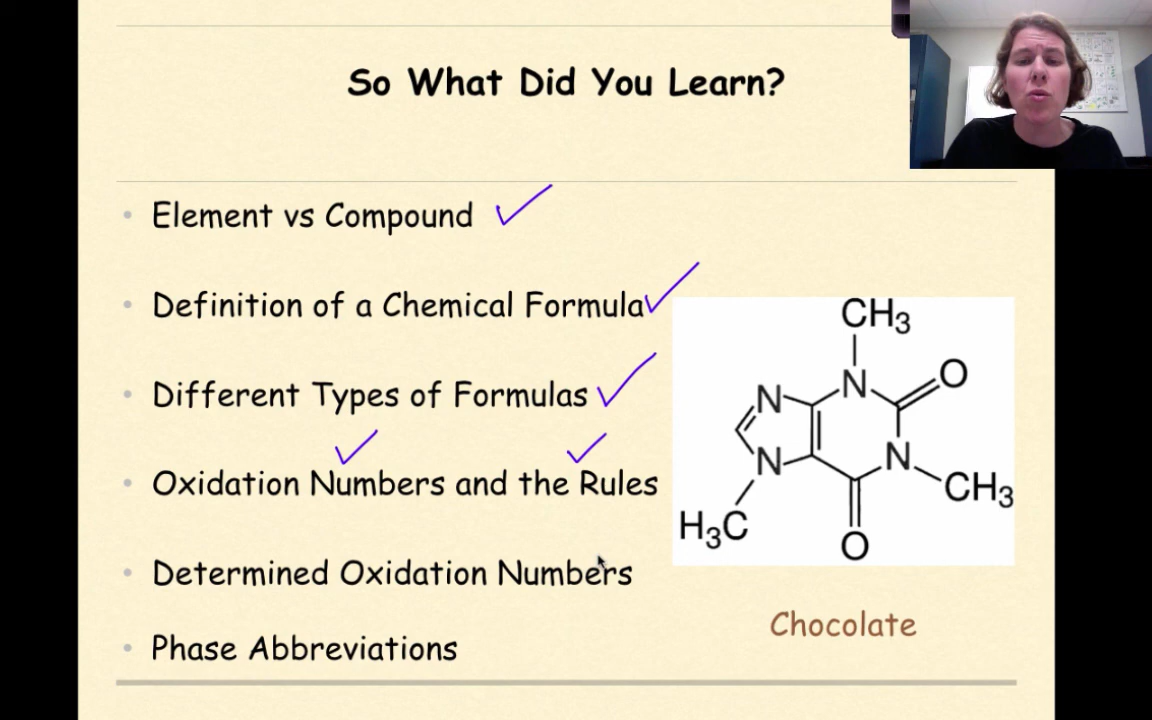 So What Did You Learn?
• Element vs Compound ✓
• Definition of a Chemical Formula ✓
• Different Types of Formulas ✓
• Oxidation Numbers and the Rules
• Determined Oxidation Numbers
• Phase Abbreviations
CH3
N
N
O
N
N
CH3
H3C
O
Chocolate